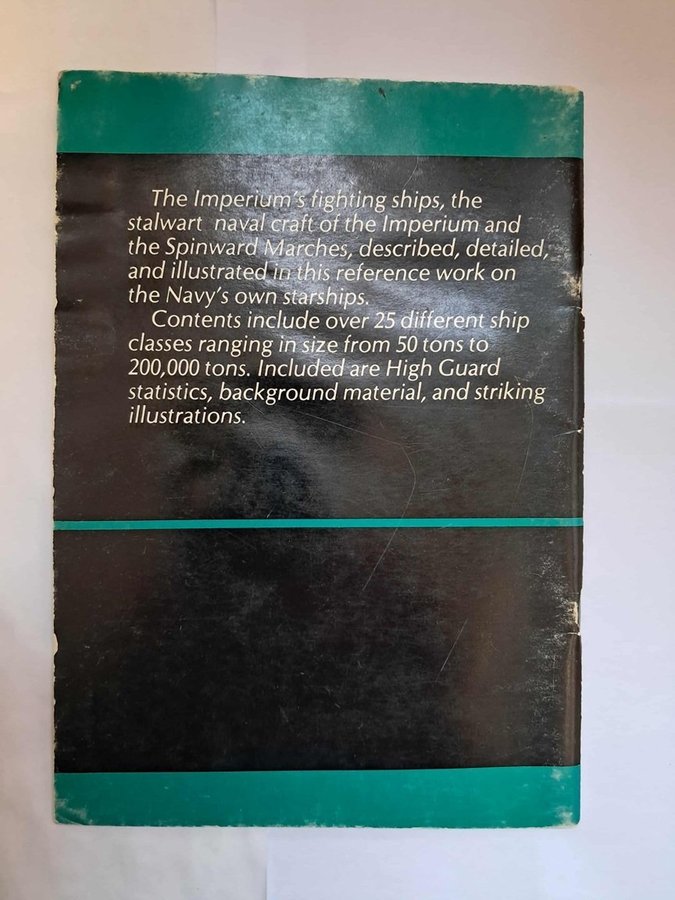 The Imperium's fighting ships, the
stalwart naval craft of the Imperium and
the Spinward Marches, described, detailed,
and illustrated in this reference work on
the Navy's own starships.
Contents include over 25 different ship
classes ranging in size from 50 tons to
200,000 tons. Included are High Guard
statistics, background material, and striking
illustrations.